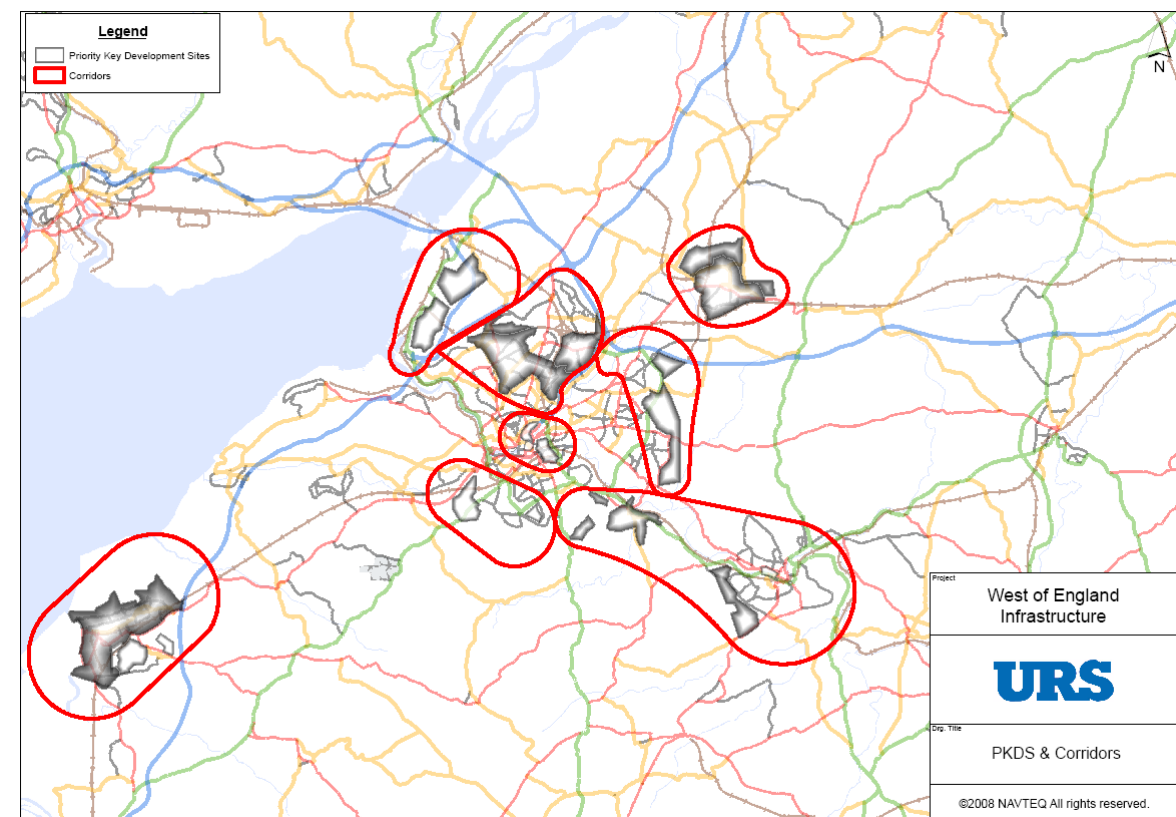 Legend
Priority Key Development Sites
Corridors
N
Project
West of England
Infrastructure
URS
Drg. Title
PKDS & Corridors
©2008 NAVTEQ All rights reserved.